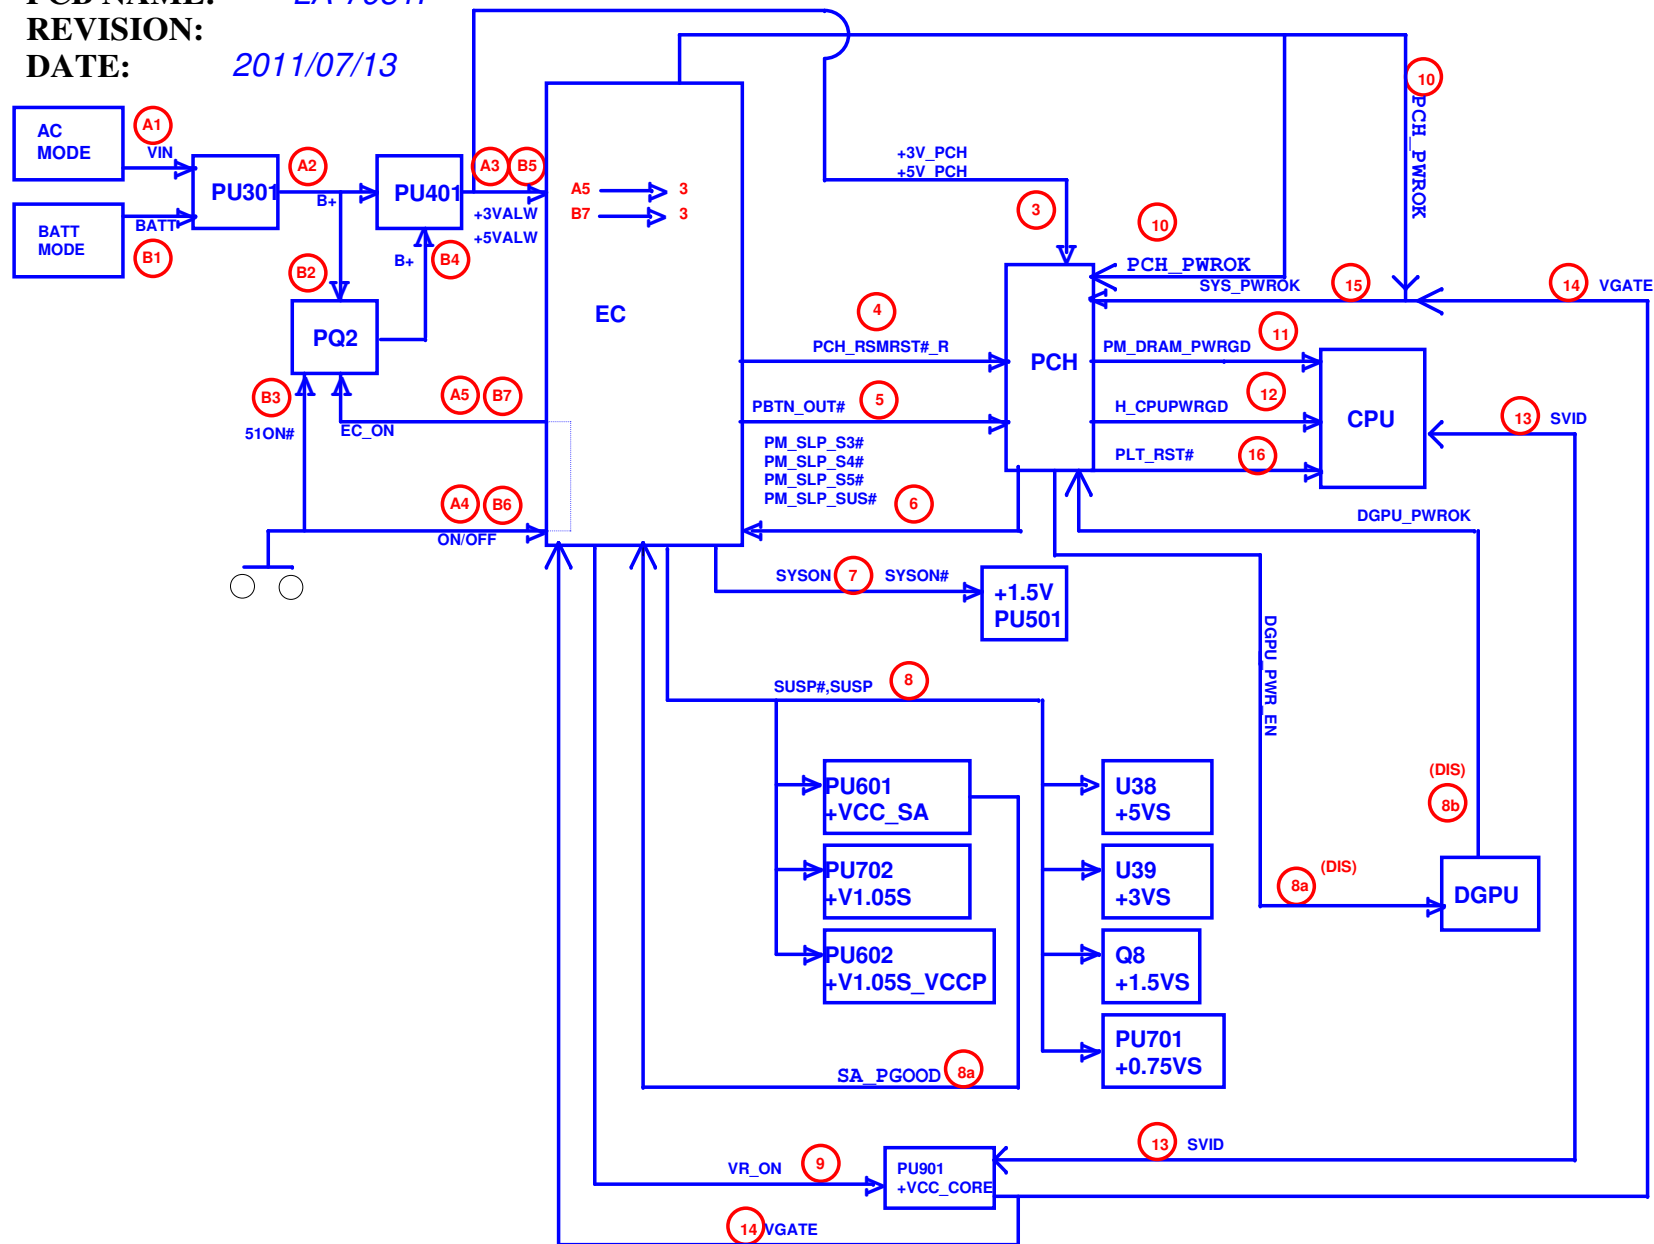 REVISION:
DATE: 2011/07/13
AC
MODE
A1
VIN
BATT
MODE
BATT
B1
PU301
A2
B+
PU401
A3 B5
+3VALW
+5VALW
B2
B+
B4
PQ2
B3
51ON#
A5 B7
EC_ON
A4 B6
ON/OFF
A5 3
B7 3
EC
+3V_PCH
+5V_PCH
3
10
PCH_PWROK
10
PCH_PWROK
SYS_PWROK
15
14 VGATE
4
PCH_RSMRST#_R
PCH
PM_DRAM_PWRGD
11
PBTN_OUT#
5
H_CPUPWRGD
12
CPU
13 SVID
PM_SLP_S3#
PM_SLP_S4#
PM_SLP_S5#
PM_SLP_SUS#
6
PLT_RST#
16
DGPU_PWROK
SYSON 7 SYSON#
+1.5V
PU501
DGPU_PWR_EN
SUSP#,SUSP 8
PU601
+VCC_SA
PU702
+V1.05S
PU602
+V1.05S_VCCP
U38
+5VS
U39
+3VS
Q8
+1.5VS
PU701
+0.75VS
(DIS)
8b
(DIS)
8a
DGPU
SA_PGOOD 8a
13 SVID
VR_ON 9
PU901
+VCC_CORE
14 VGATE